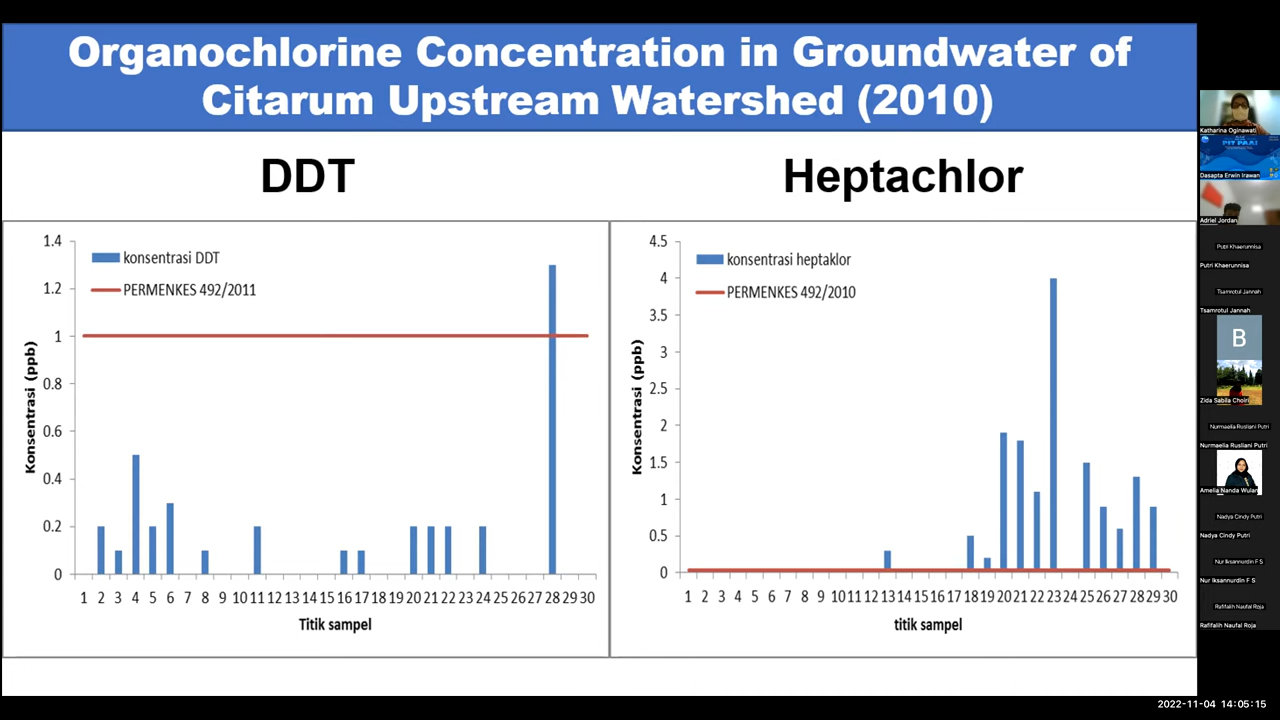 Organochlorine Concentration in Groundwater of
Citarum Upstream Watershed (2010)
DDT
Heptachlor
1.4
1.2
1
0.8
0.6
0.4
0.2
0
Konsentrasi (ppb)
konsentrasi DDT
PERMENKES 492/2011
1 2 3 4 5 6 7 8 9 10 11 12 13 14 15 16 17 18 19 20 21 22 23 24 25 26 27 28 29 30
Titik sampel
4.5
4
3.5
3
2.5
2
1.5
1
0.5
0
Konsentrasi (ppb)
konsentrasi heptaklor
PERMENKES 492/2010
1 2 3 4 5 6 7 8 9 10 11 12 13 14 15 16 17 18 19 20 21 22 23 24 25 26 27 28 29 30
titik sampel
Katharina Oginawati
PIT PAAI
Dasapta Erwin Irawan
Adriel Jordan
Putri Khaerunnisa
Putri Khaerunnisa
Tsamrotul Jannah
Tsamrotul Jannah
B
Zida Sabila Choiri
Nurmaelia Rusliani Putri
Nurmaelia Rusliani Putri
Amelia_Nanda Wulan
Nadya Cindy Putri
Nadya Cindy Putri
Nur Iksannurdin F S
Nur Iksannurdin F S
Rafifalih Naufal Roja
Rafifalih Naufal Roja
2022-11-04 14:05:15